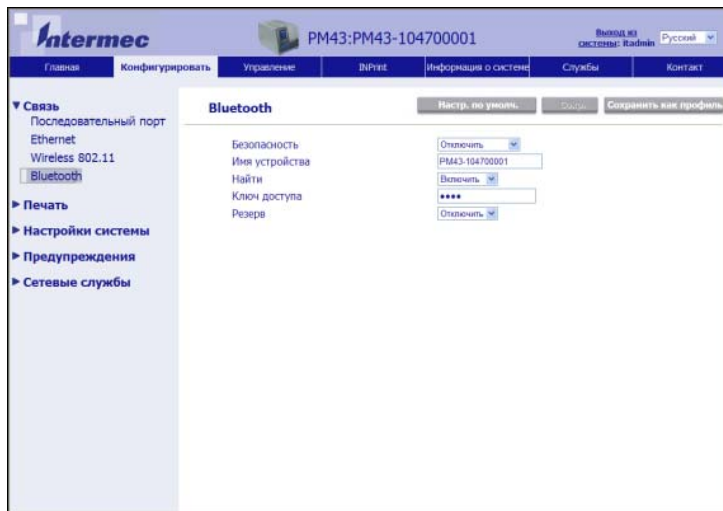 Intermec
PM43:PM43-104700001
Выход из системы: itadmin
Русский
Главная
Конфигурировать
Управление
INPrint
Информация о системе
Службы
Контакт
Связь
Последовательный порт
Ethernet
Wireless 802.11
Bluetooth
Печать
Настройки системы
Предупреждения
Сетевые службы
Bluetooth
Настр. по умолч.
Сохранить как профиль
Безопасность
Отключить
Имя устройства
PM43-104700001
Найти
Включить
Ключ доступа
••••
Резерв
Отключить